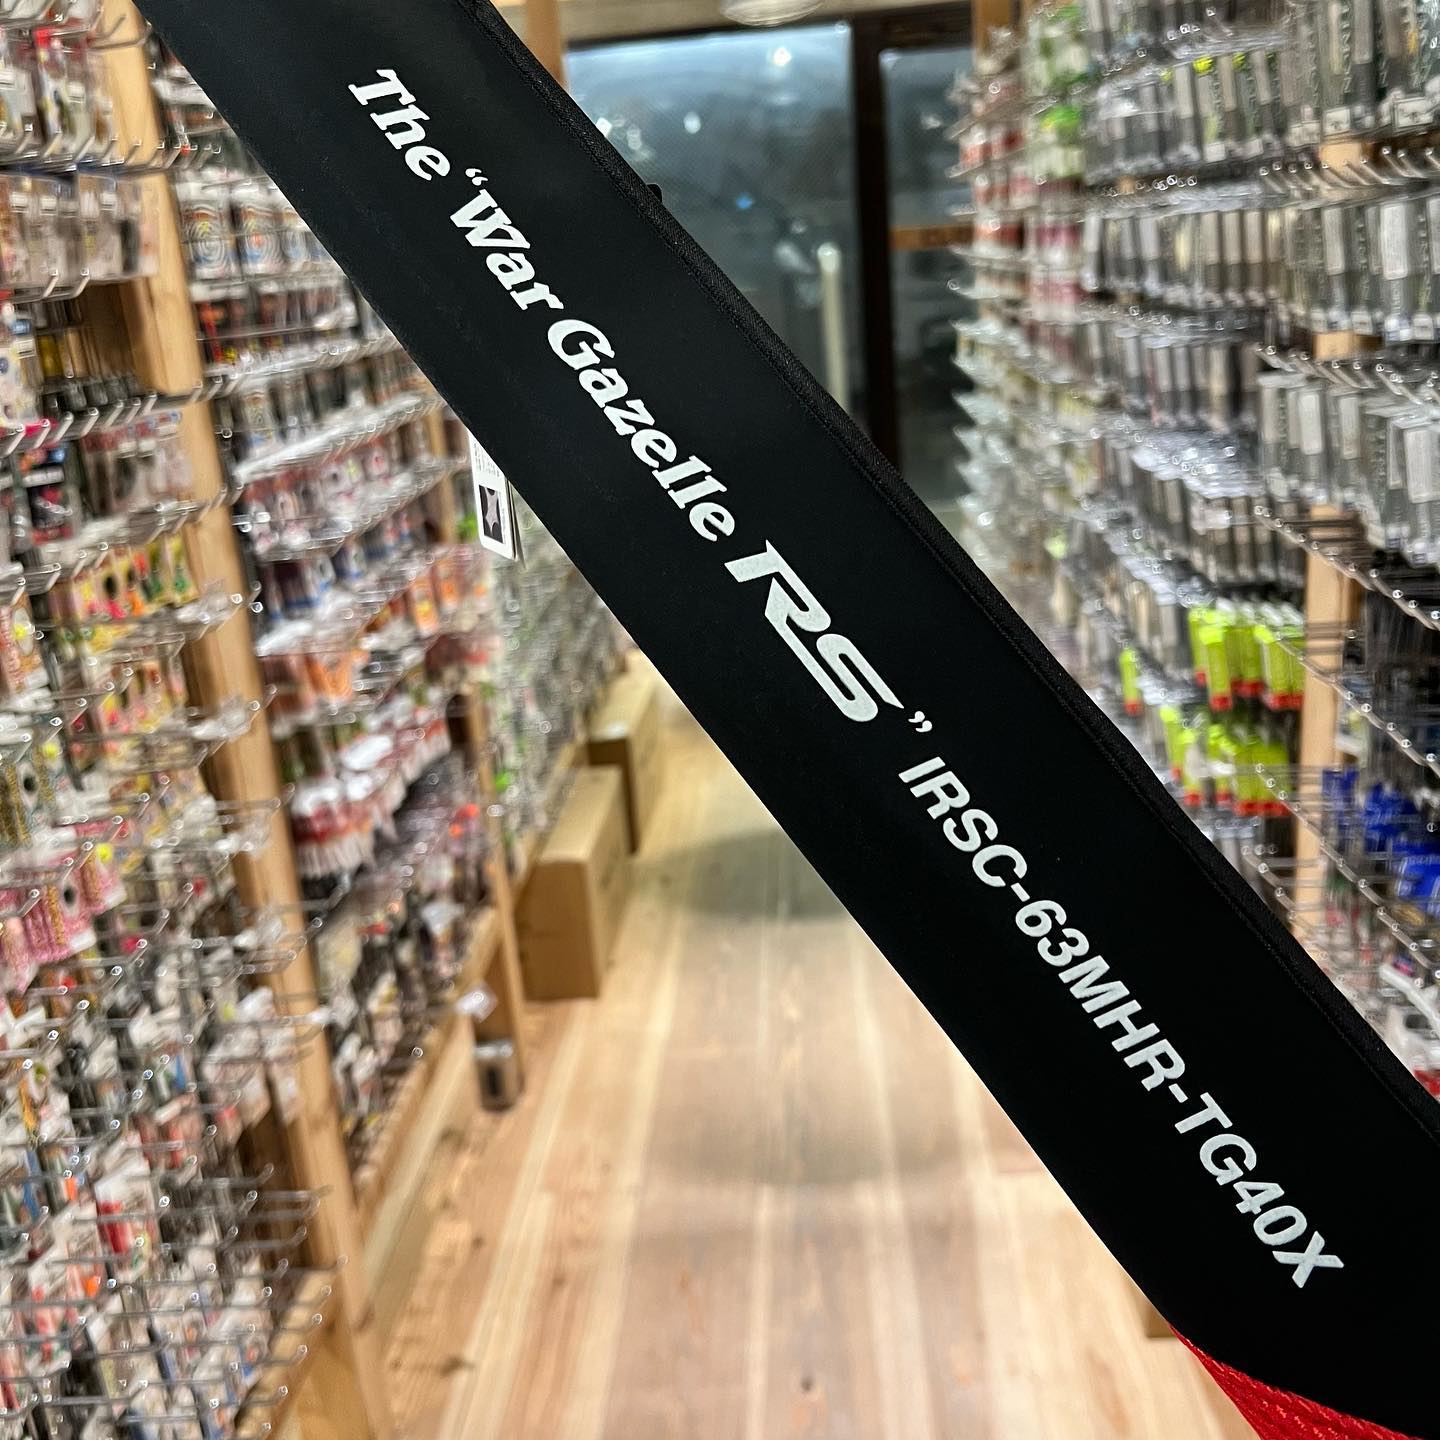 The “War Gazelle RS” IRSC-63MHR-TG40X